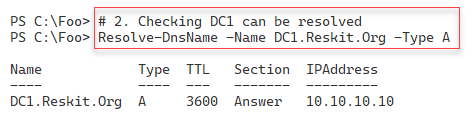 PS C:\Foo> # 2. Checking DC1 can be resolved
PS C:\Foo> Resolve-DnsName -Name DC1.Reskit.Org -Type A
Name Type TTL Section IPAddress
---- ---- --- ------- ---------
DC1.Reskit.Org A 3600 Answer 10.10.10.10